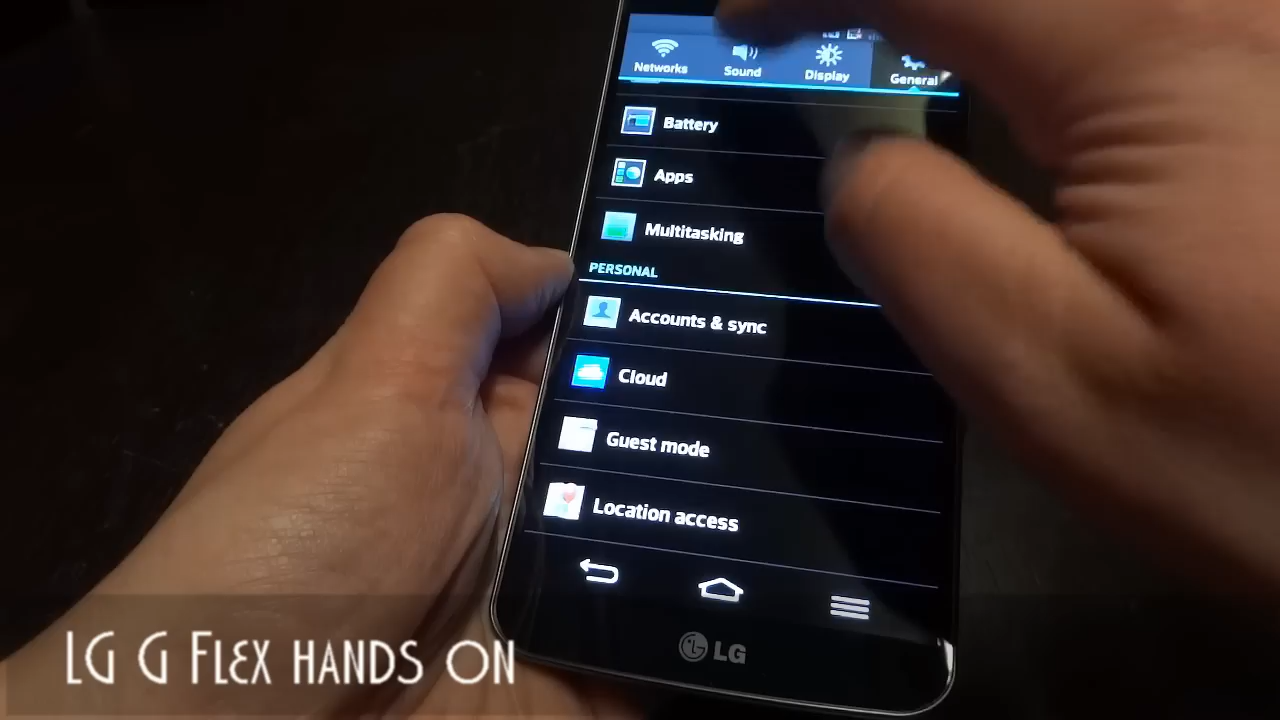 Networks
Sound
Display
General
Battery
Apps
Multitasking
PERSONAL
Accounts & sync
Cloud
Guest mode
Location access
LG
LG G Flex hands on